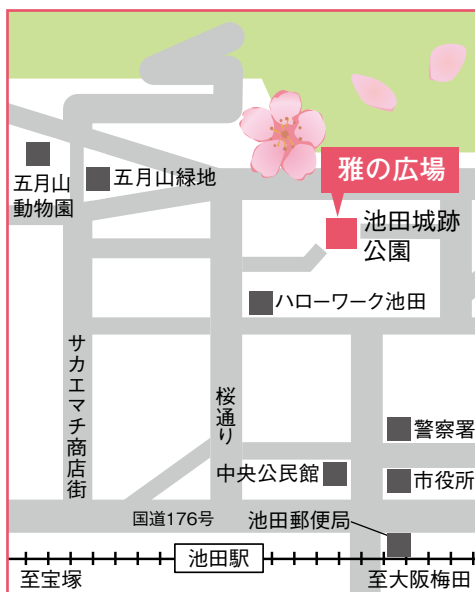 雅の広場
五月山
動物園
五月山緑地
池田城跡
公園
ハローワーク池田
サカエマチ商店街
桜通り
警察署
中央公民館
市役所
国道176号
池田郵便局
池田駅
至宝塚
至大阪梅田